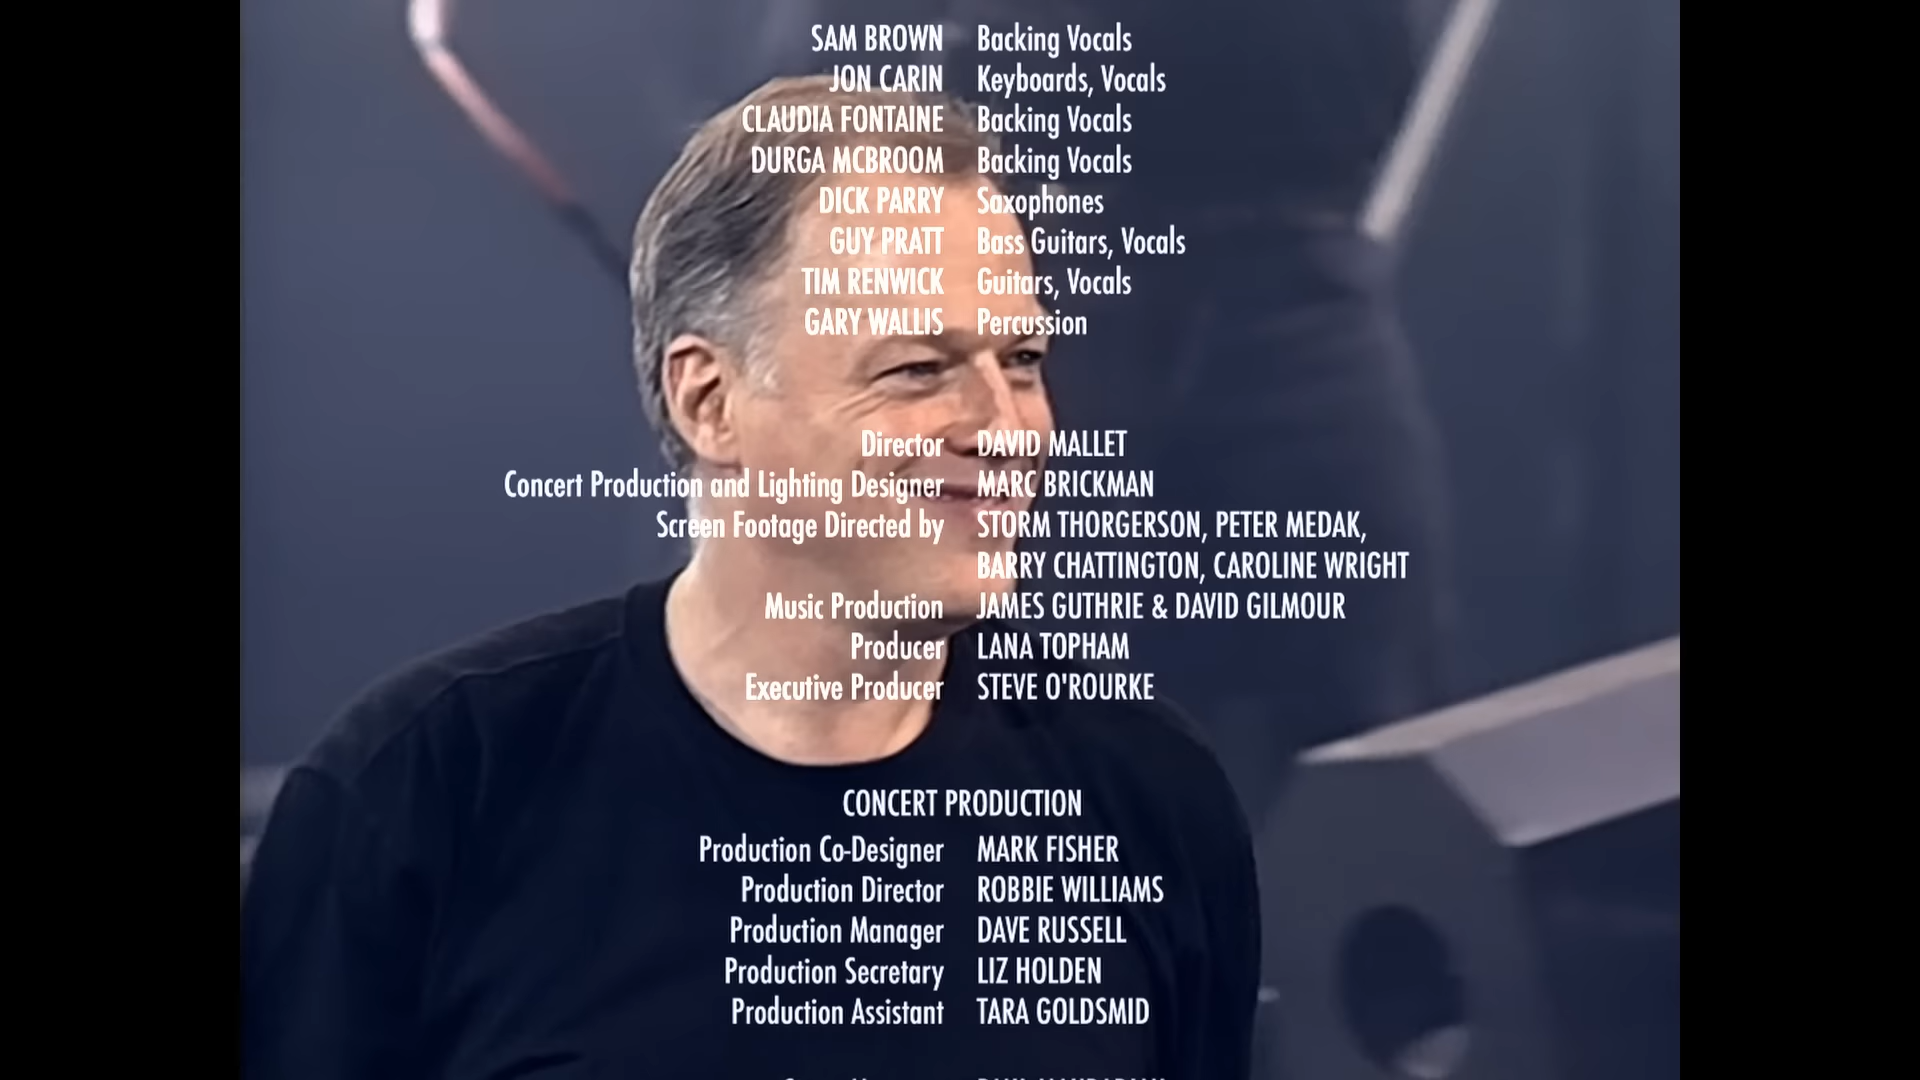 SAM BROWN Backing Vocals
JON CARIN Keyboards, Vocals
CLAUDIA FONTAINE Backing Vocals
DURGA MCBROOM Backing Vocals
DICK PARRY Saxophones
GUY PRATT Bass Guitars, Vocals
TIM RENWICK Guitars, Vocals
GARY WALLIS Percussion
Director DAVID MALLET
Concert Production and Lighting Designer MARC BRICKMAN
Screen Footage Directed by STORM THORGERSON, PETER MEDAK,
BARRY CHATTINGTON, CAROLINE WRIGHT
Music Production JAMES GUTHRIE & DAVID GILMOUR
Producer LANA TOPHAM
Executive Producer STEVE O'ROURKE
CONCERT PRODUCTION
Production Co-Designer MARK FISHER
Production Director ROBBIE WILLIAMS
Production Manager DAVE RUSSELL
Production Secretary LIZ HOLDEN
Production Assistant TARA GOLDSMID